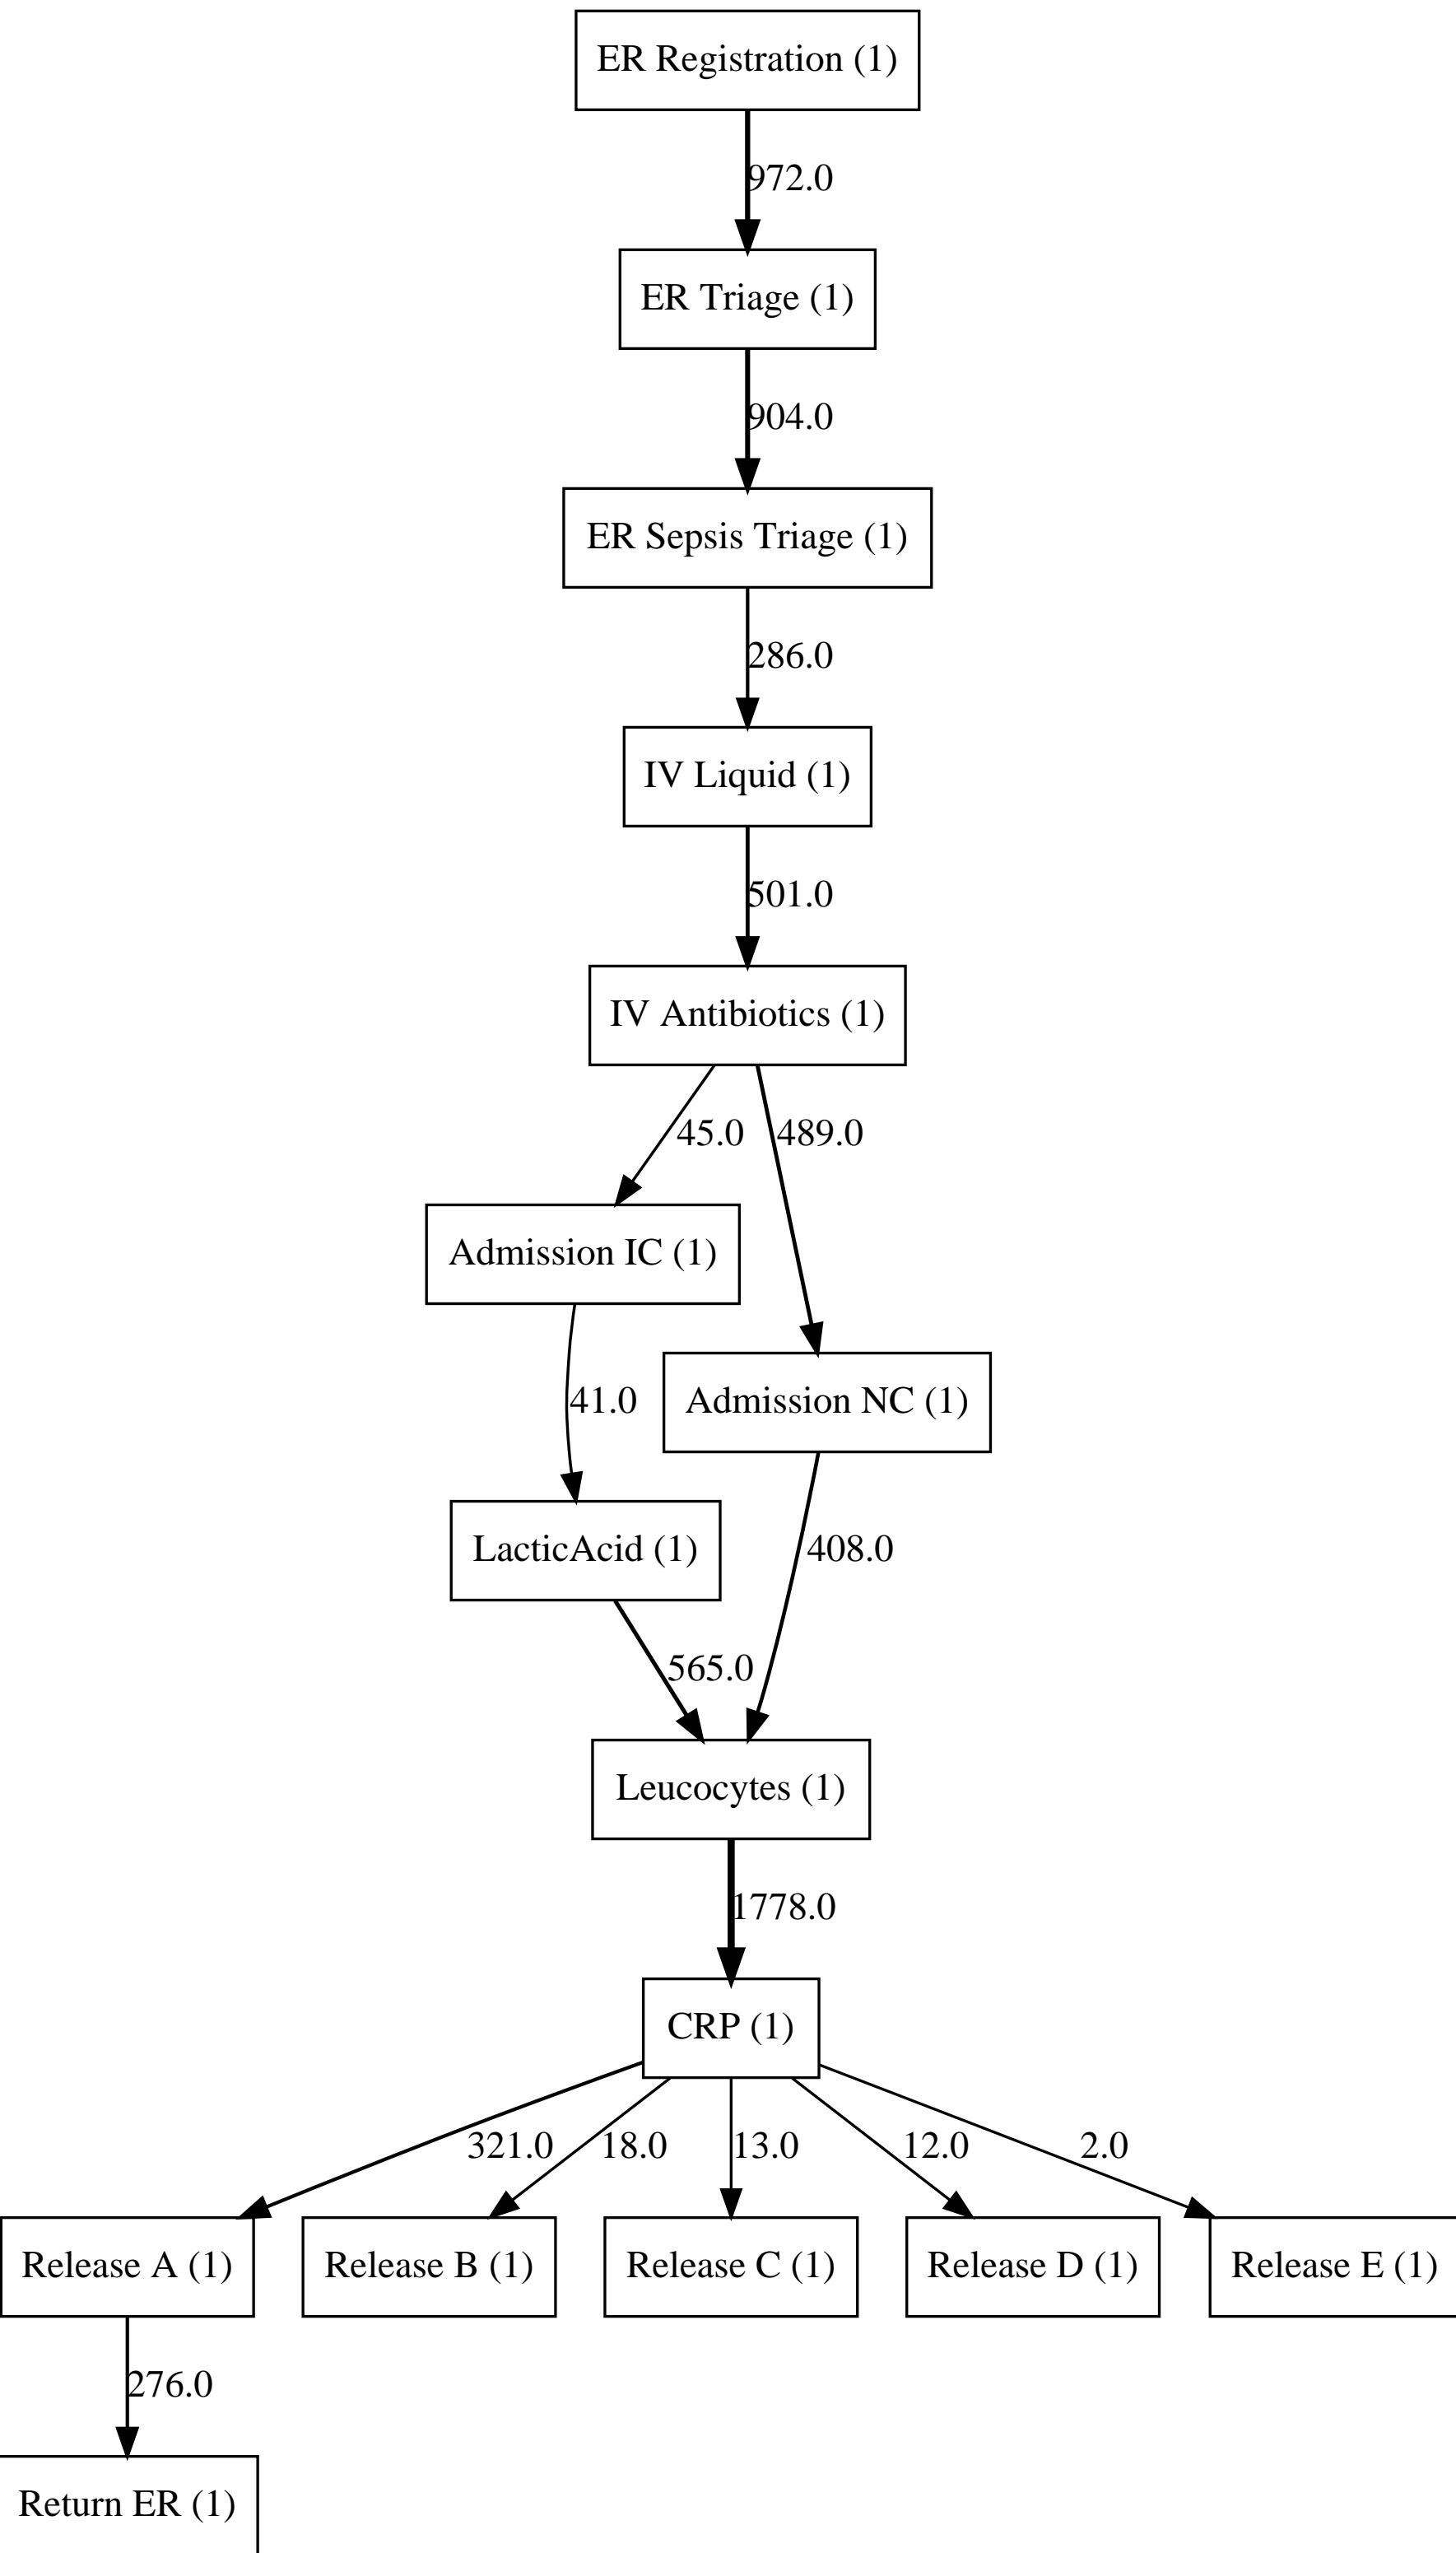 ER Registration (1)
972.0
ER Triage (1)
904.0
ER Sepsis Triage (1)
286.0
IV Liquid (1)
501.0
IV Antibiotics (1)
45.0
489.0
Admission IC (1)
41.0
Admission NC (1)
LacticAcid (1)
408.0
565.0
Leucocytes (1)
1778.0
CRP (1)
321.0
18.0
13.0
12.0
2.0
Release A (1)
Release B (1)
Release C (1)
Release D (1)
Release E (1)
276.0
Return ER (1)